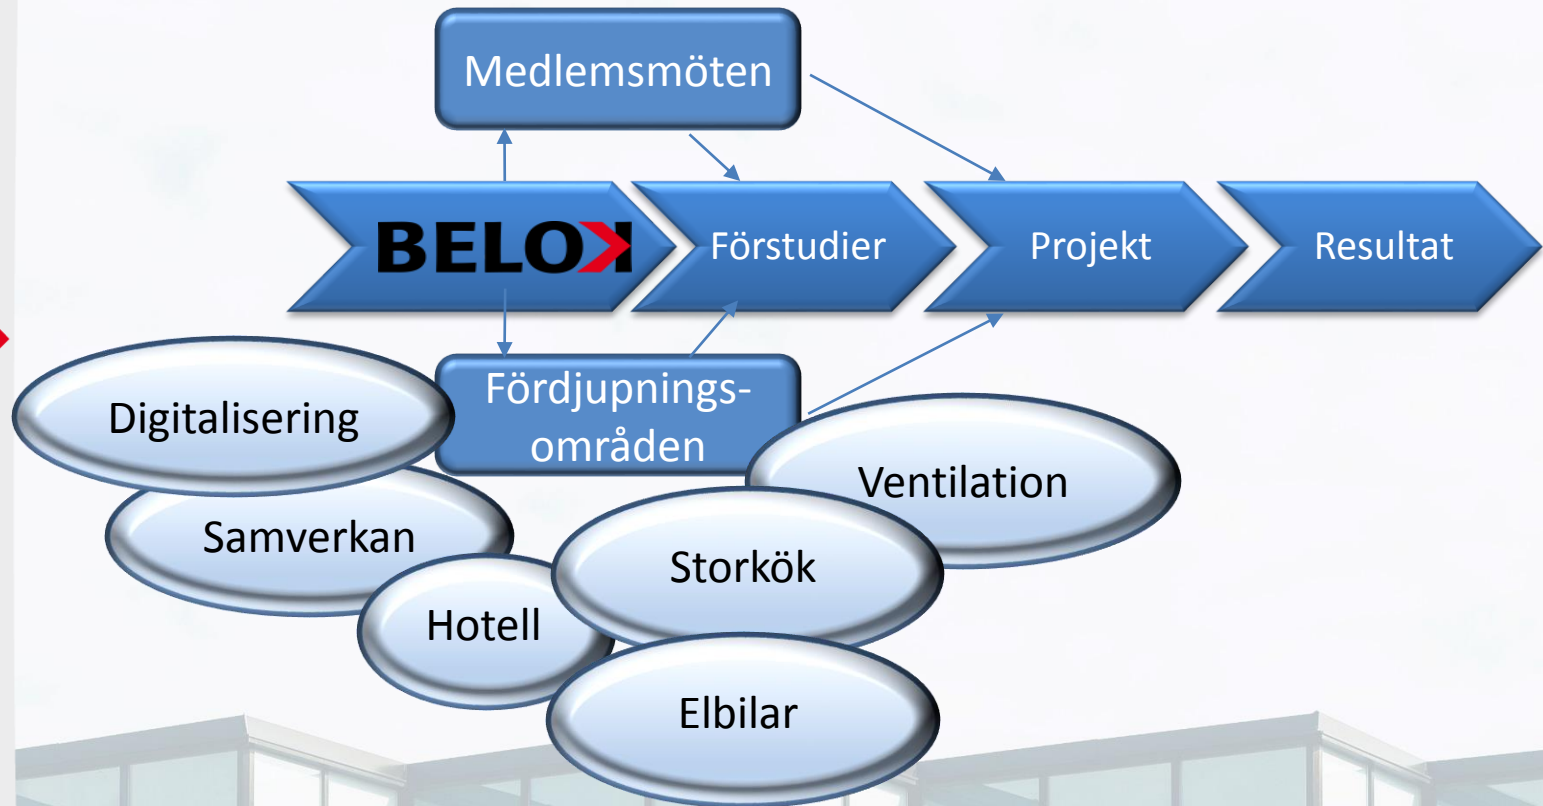 Medlemsmöten
BELOK
Förstudier
Projekt
Resultat
Fördjupnings-
områden
Digitalisering
Ventilation
Samverkan
Storkök
Hotell
Elbilar